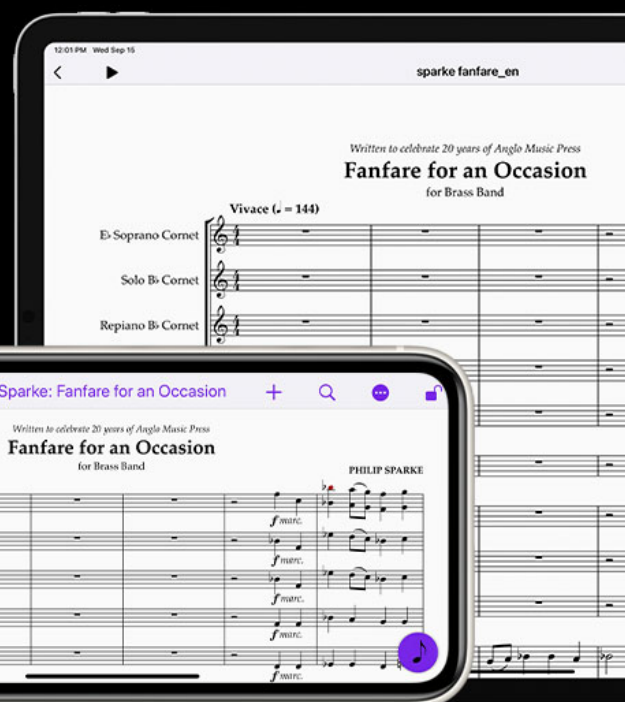 12:01 PM Wed Sep 15
sparke fanfare_en
Written to celebrate 20 years of Anglo Music Press
Fanfare for an Occasion
for Brass Band
Vivace (♩ = 144)
E♭ Soprano Cornet
Solo B♭ Cornet
Repiano B♭ Cornet
Sparke: Fanfare for an Occasion
Written to celebrate 20 years of Anglo Music Press
Fanfare for an Occasion
for Brass Band
PHILIP SPARKE
f marc.
f marc.
f marc.
f marc.
f marc.